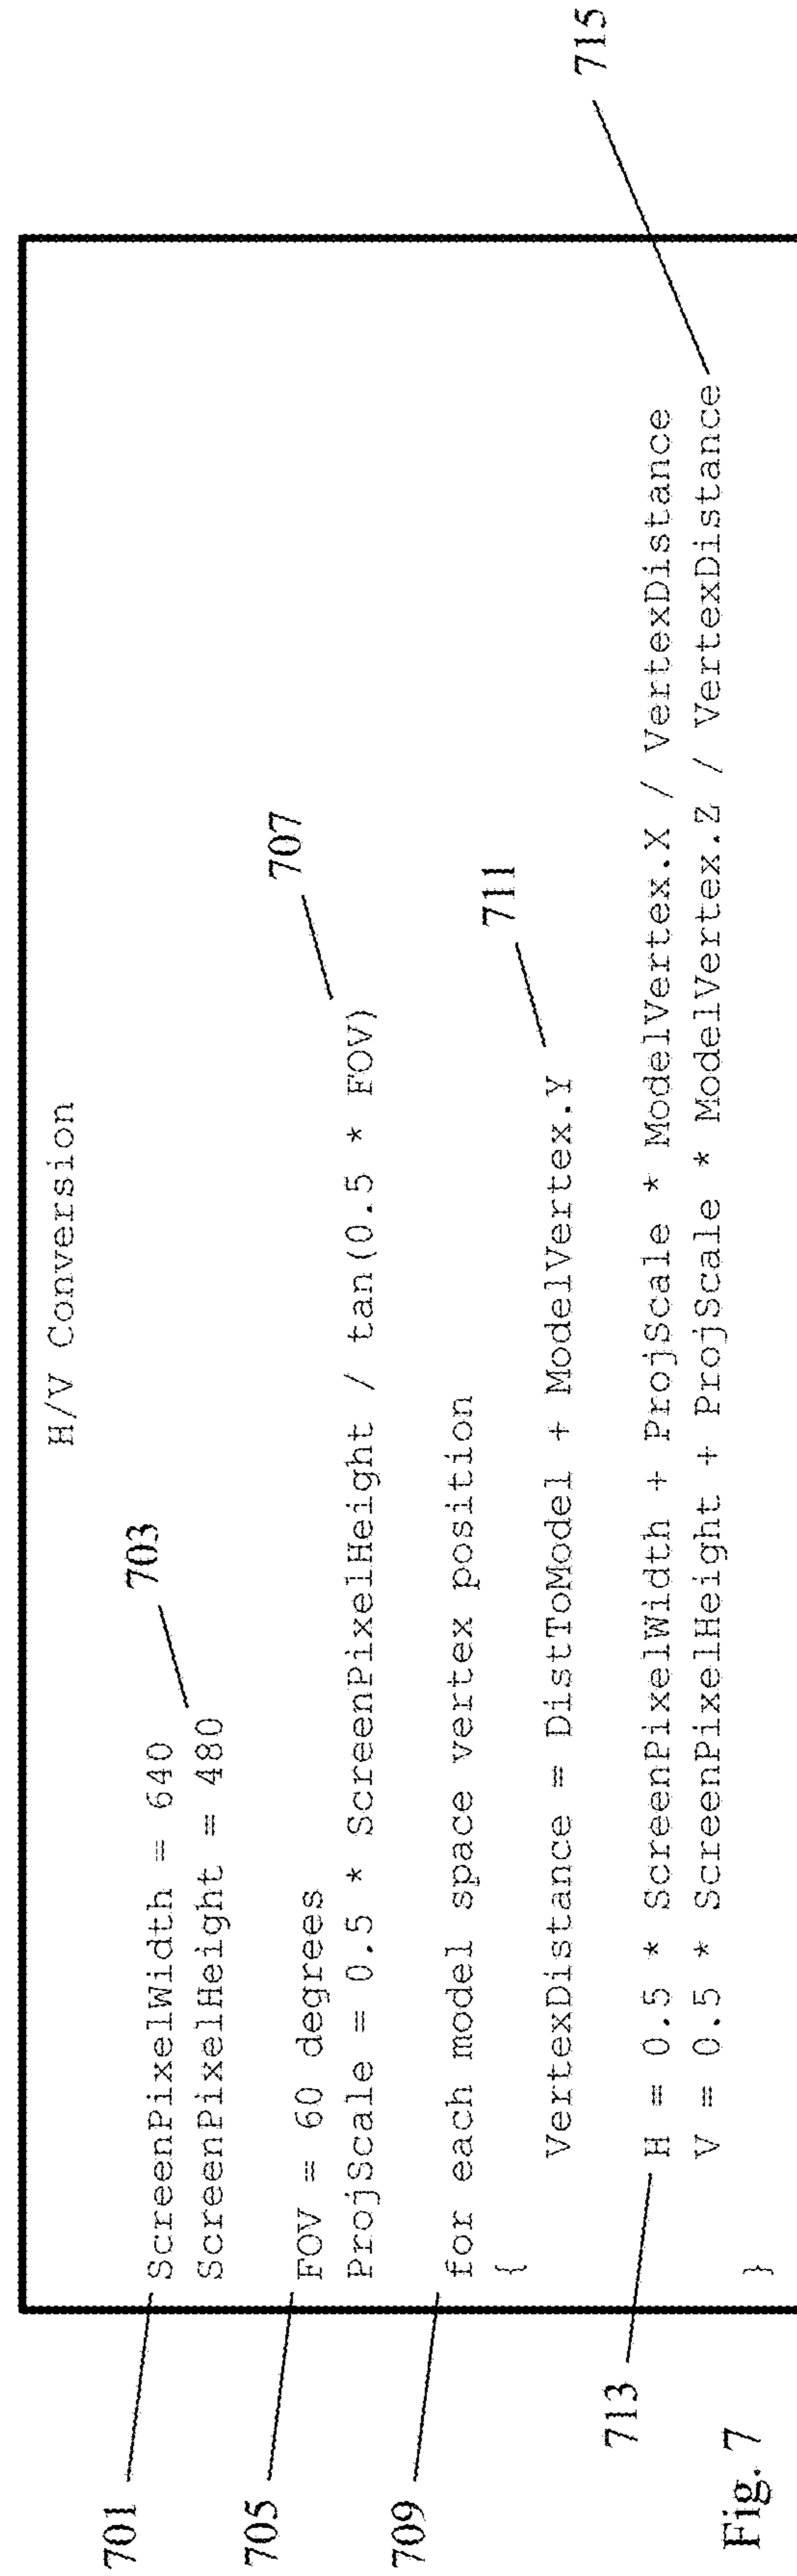 H/V Conversion
701
ScreenPixelWidth = 640
703
ScreenPixelHeight = 480
705
FOV = 60 degrees
707
ProjScale = 0.5 * ScreenPixelHeight / tan(0.5 * FOV)
709
for each model space vertex position
{
711
VertexDistance = DistToModel + ModelVertex.Y
713
H = 0.5 * ScreenPixelWidth + ProjScale * ModelVertex.X / VertexDistance
715
V = 0.5 * ScreenPixelHeight + ProjScale * ModelVertex.Z / VertexDistance
}
Fig. 7